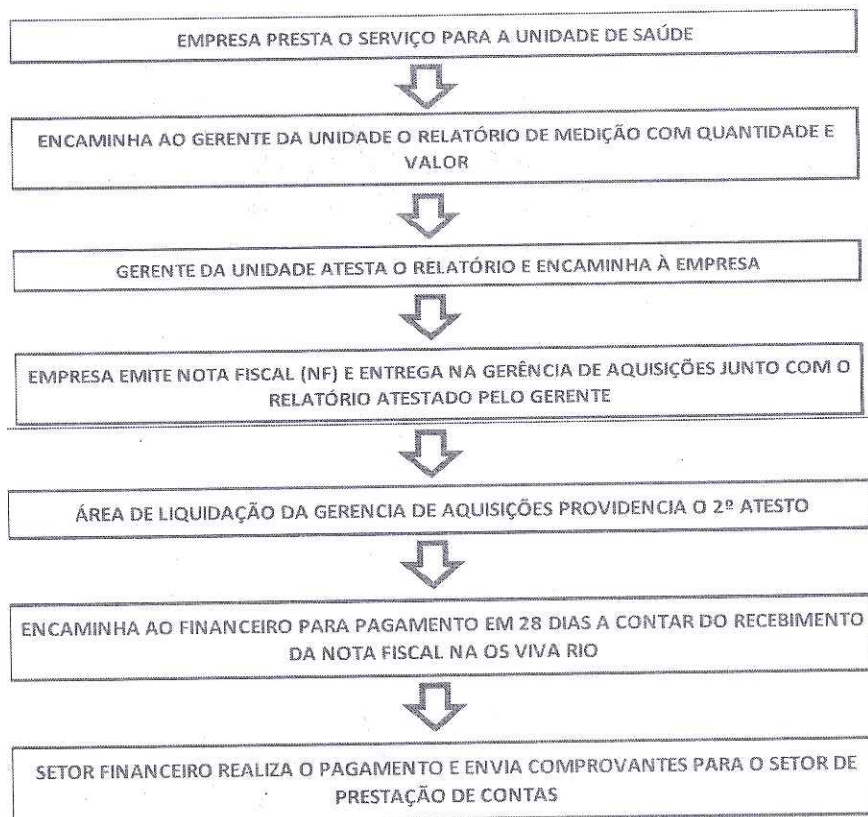 EMPRESA PRESTA O SERVIÇO PARA A UNIDADE DE SAÚDE
ENCAMINHA AO GERENTE DA UNIDADE O RELATÓRIO DE MEDIÇÃO COM QUANTIDADE E
VALOR
GERENTE DA UNIDADE ATESTA O RELATÓRIO E ENCAMINHA À EMPRESA
EMPRESA EMITE NOTA FISCAL (NF) E ENTREGA NA GERÊNCIA DE AQUISIÇÕES JUNTO COM O
RELATÓRIO ATESTADO PELO GERENTE
ÁREA DE LIQUIDAÇÃO DA GERENCIA DE AQUISIÇÕES PROVIDENCIA O 2º ATESTO
ENCAMINHA AO FINANCEIRO PARA PAGAMENTO EM 28 DIAS A CONTAR DO RECEBIMENTO
DA NOTA FISCAL NA OS VIVA RIO
SETOR FINANCEIRO REALIZA O PAGAMENTO E ENVIA COMPROVANTES PARA O SETOR DE
PRESTAÇÃO DE CONTAS